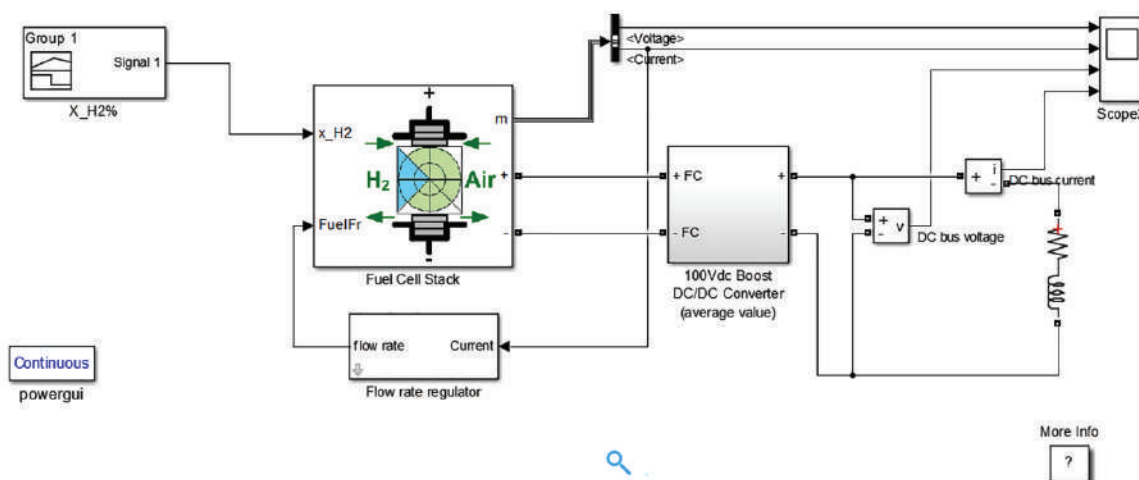 Group 1
Signal 1
X_H2%
<Voltage>
<Current>
+
x_H2
m
H₂ Air
+
FuelFr
-
-
Fuel Cell Stack
+ FC
+
- FC
-
100Vdc Boost
DC/DC Converter
(average value)
+
i
-
DC bus current
+
v
-
DC bus voltage
flow rate
Current
Flow rate regulator
Continuous
powergui
More Info
?